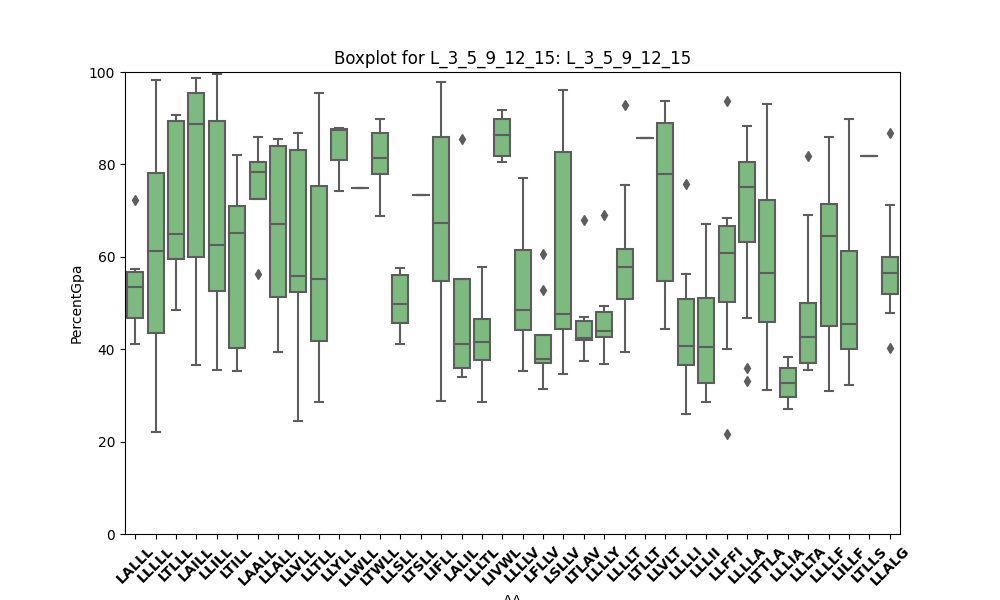 Boxplot for L_3_5_9_12_15: L_3_5_9_12_15
PercentGpa
100
80
60
40
20
0
LALLL
LLLLL
LTLLL
LAILL
LLILL
LTILL
LAALL
LLALL
LLVLL
LLTLL
LLYLL
LLWLL
LTWLL
LLSLL
LTSLL
LIFLL
LALIL
LLLTL
LIVWL
LLLLV
LFLLV
LSLLV
LTLAV
LLLLY
LLLLT
LTLLT
LLVLT
LLLLI
LLLII
LLFFI
LLLLA
LTTLA
LLLIA
LLLTA
LLLLF
LILLF
LTLLS
LLALG
AA